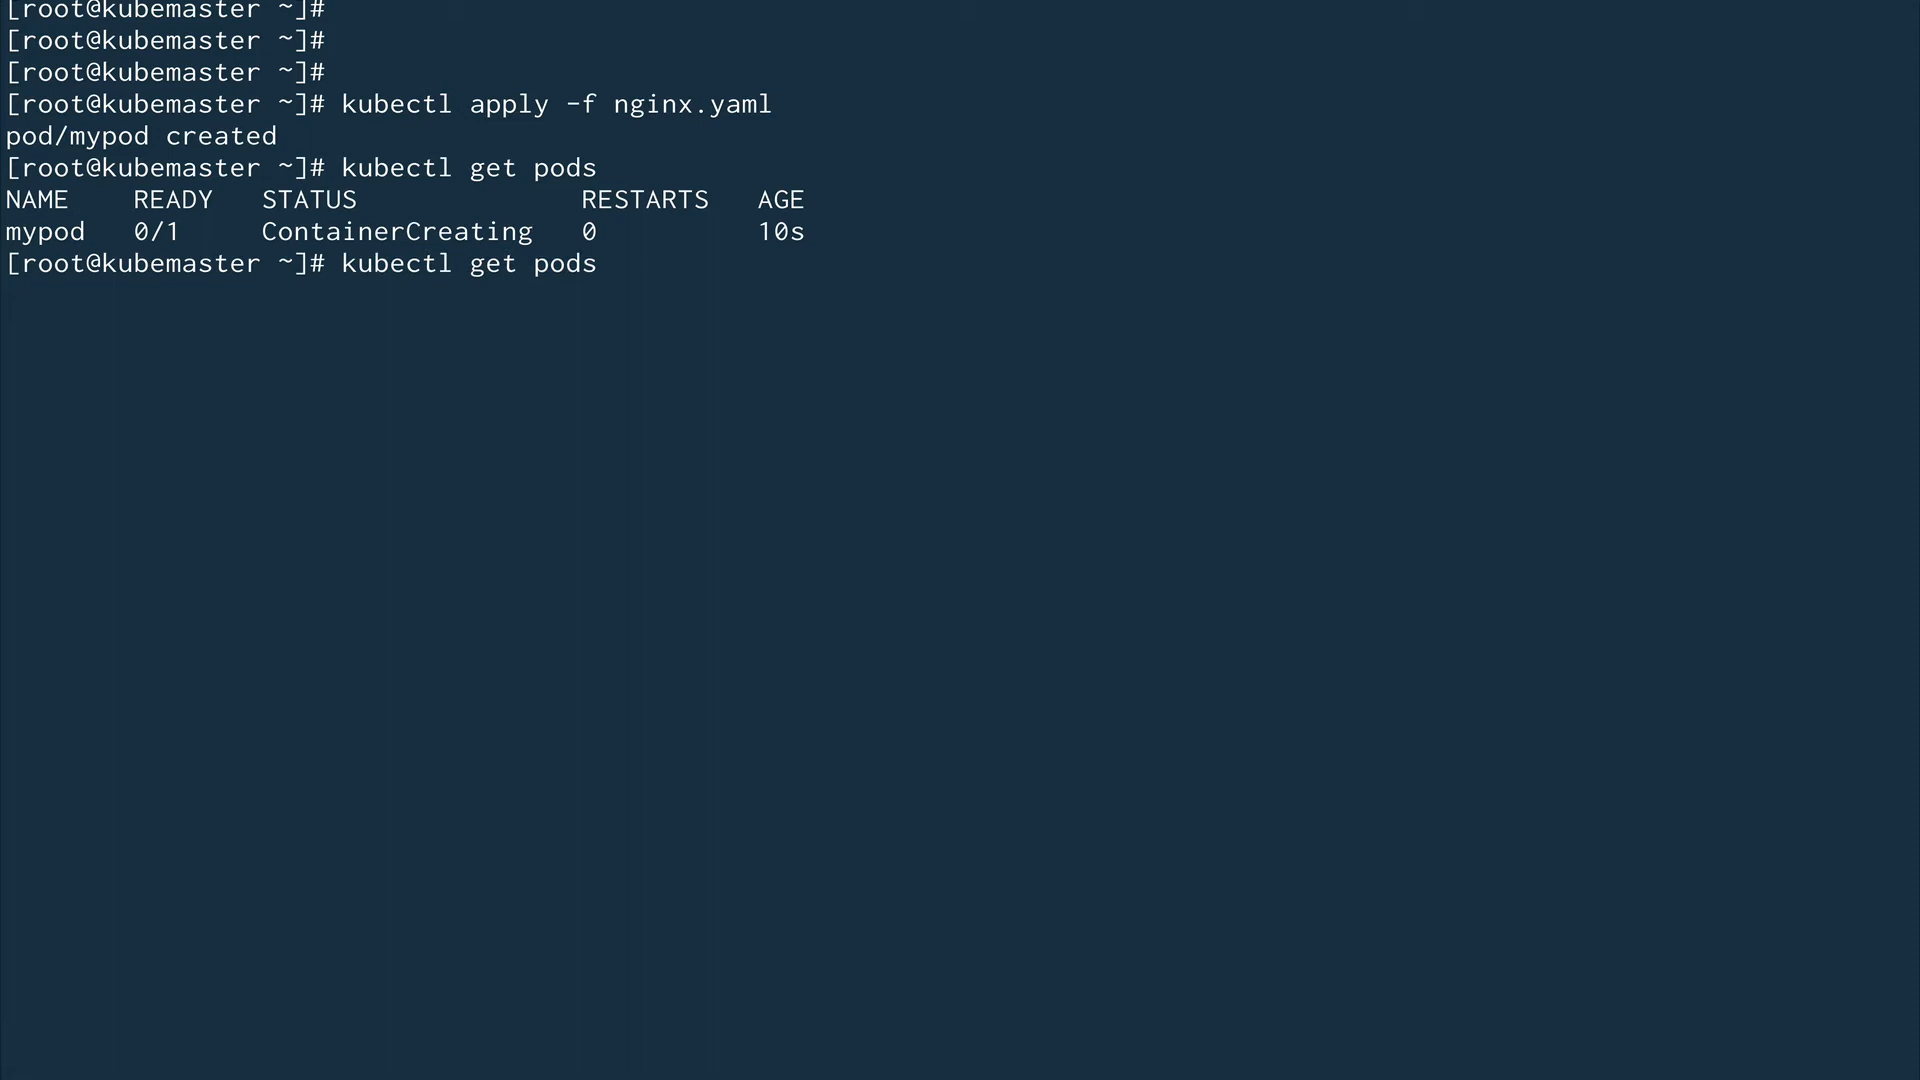 [root@kubemaster ~]#
[root@kubemaster ~]#
[root@kubemaster ~]#
[root@kubemaster ~]# kubectl apply -f nginx.yaml
pod/mypod created
[root@kubemaster ~]# kubectl get pods
NAME    READY   STATUS              RESTARTS   AGE
mypod   0/1     ContainerCreating   0          10s
[root@kubemaster ~]# kubectl get pods